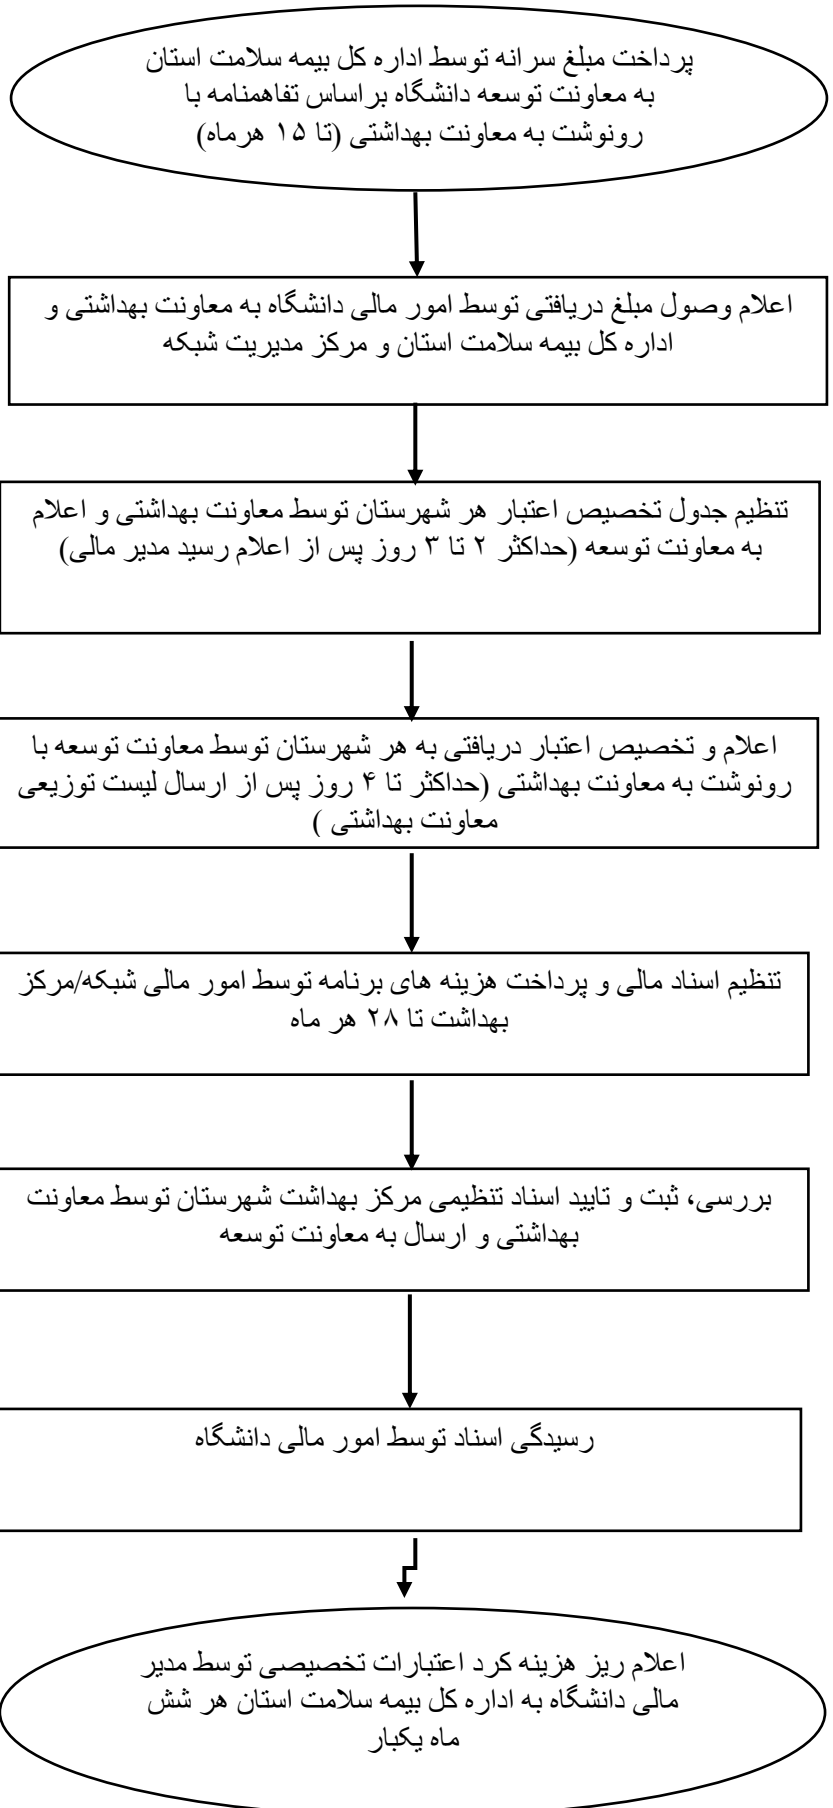 پرداخت مبلغ سرانه توسط اداره کل بیمه سلامت استان
به معاونت توسعه دانشگاه براساس تفاهمنامه با
رونوشت به معاونت بهداشتی (تا ۱۵ هرماه)
اعلام وصول مبلغ دریافتی توسط امور مالی دانشگاه به معاونت بهداشتی و
اداره کل بیمه سلامت استان و مرکز مدیریت شبکه
تنظیم جدول تخصیص اعتبار هر شهرستان توسط معاونت بهداشتی و اعلام
به معاونت توسعه (حداکثر ۲ تا ۳ روز پس از اعلام رسید مدیر مالی)
اعلام و تخصیص اعتبار دریافتی به هر شهرستان توسط معاونت توسعه با
رونوشت به معاونت بهداشتی (حداکثر تا ۴ روز پس از ارسال لیست توزیعی
معاونت بهداشتی )
تنظیم اسناد مالی و پرداخت هزینه های برنامه توسط امور مالی شبکه/مرکز
بهداشت تا ۲۸ هر ماه
بررسی، ثبت و تایید اسناد تنظیمی مرکز بهداشت شهرستان توسط معاونت
بهداشتی و ارسال به معاونت توسعه
رسیدگی اسناد توسط امور مالی دانشگاه
اعلام ریز هزینه کرد اعتبارات تخصیصی توسط مدیر
مالی دانشگاه به اداره کل بیمه سلامت استان هر شش
ماه یکبار